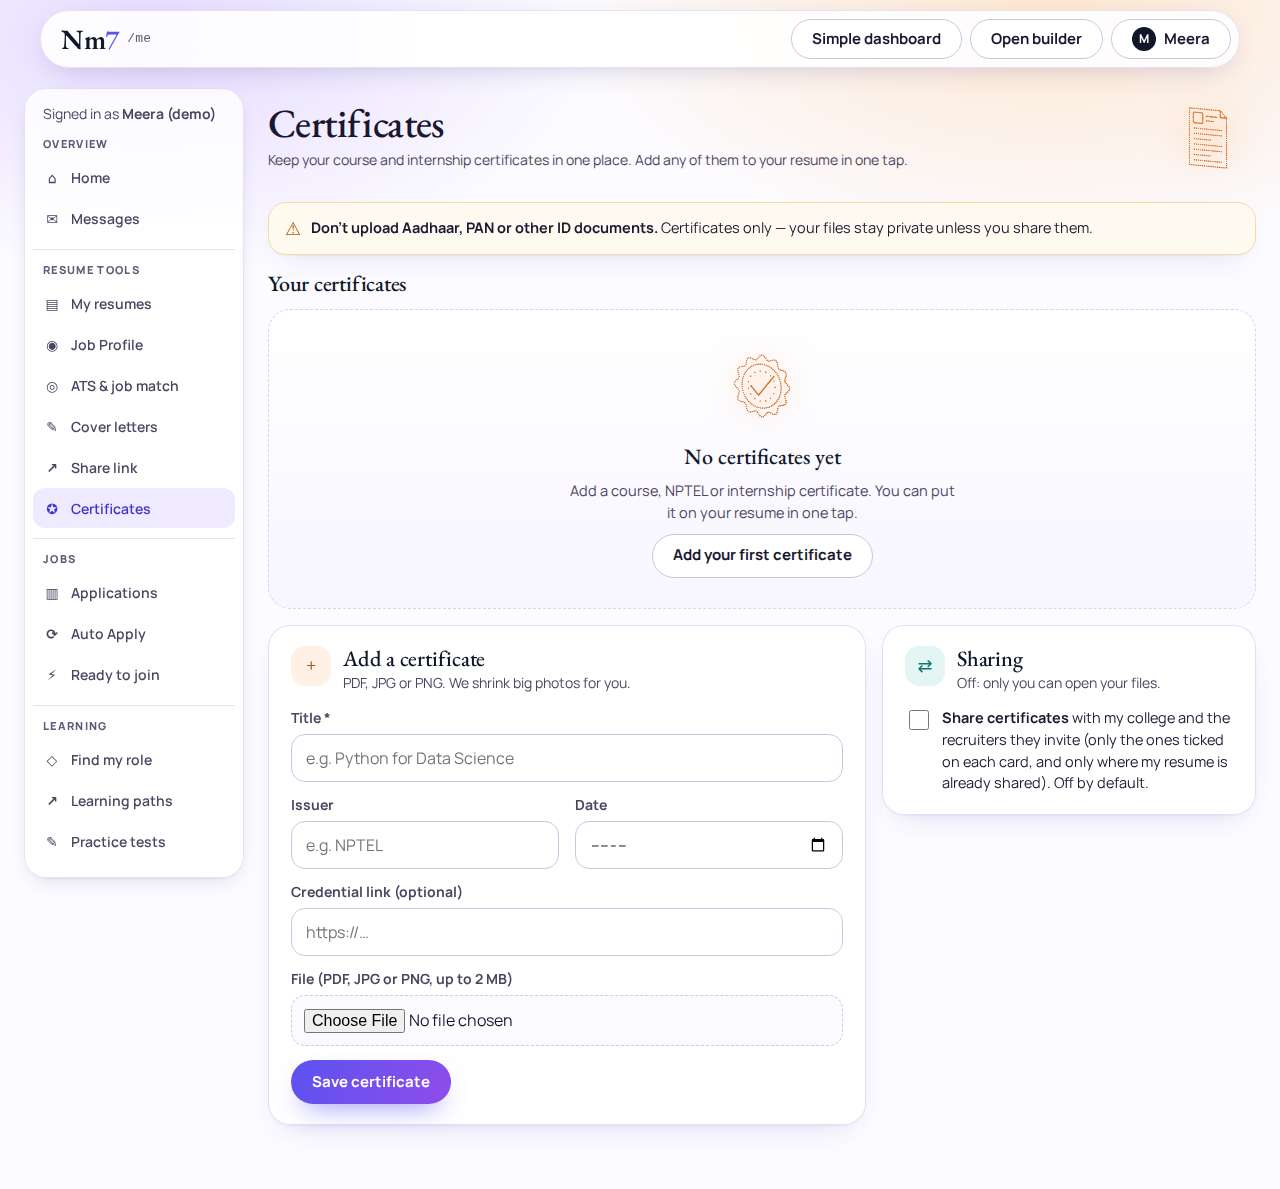 Nm7 /me
Simple dashboard
Open builder
M Meera
Signed in as Meera (demo)
OVERVIEW
Home
Messages
RESUME TOOLS
My resumes
Job Profile
ATS & job match
Cover letters
Share link
Certificates
JOBS
Applications
Auto Apply
Ready to join
LEARNING
Find my role
Learning paths
Practice tests
Certificates
Keep your course and internship certificates in one place. Add any of them to your resume in one tap.
Don't upload Aadhaar, PAN or other ID documents. Certificates only — your files stay private unless you share them.
Your certificates
No certificates yet
Add a course, NPTEL or internship certificate. You can put
it on your resume in one tap.
Add your first certificate
Add a certificate
PDF, JPG or PNG. We shrink big photos for you.
Title *
e.g. Python for Data Science
Issuer
Date
e.g. NPTEL
----
Credential link (optional)
https://…
File (PDF, JPG or PNG, up to 2 MB)
Choose File No file chosen
Save certificate
Sharing
Off: only you can open your files.
Share certificates with my college and the
recruiters they invite (only the ones ticked
on each card, and only where my resume is
already shared). Off by default.